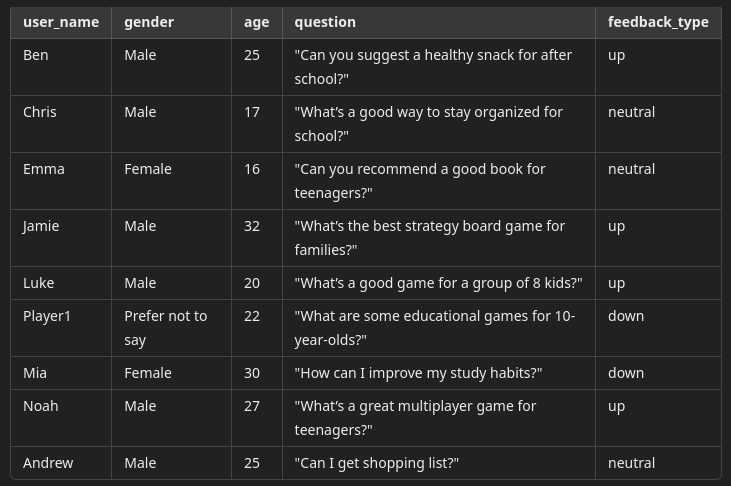 user_name gender age question feedback_type
Ben Male 25 "Can you suggest a healthy snack for after school?" up
Chris Male 17 "What's a good way to stay organized for school?" neutral
Emma Female 16 "Can you recommend a good book for teenagers?" neutral
Jamie Male 32 "What's the best strategy board game for families?" up
Luke Male 20 "What's a good game for a group of 8 kids?" up
Player1 Prefer not to say 22 "What are some educational games for 10-year-olds?" down
Mia Female 30 "How can I improve my study habits?" down
Noah Male 27 "What's a great multiplayer game for teenagers?" up
Andrew Male 25 "Can I get shopping list?" neutral